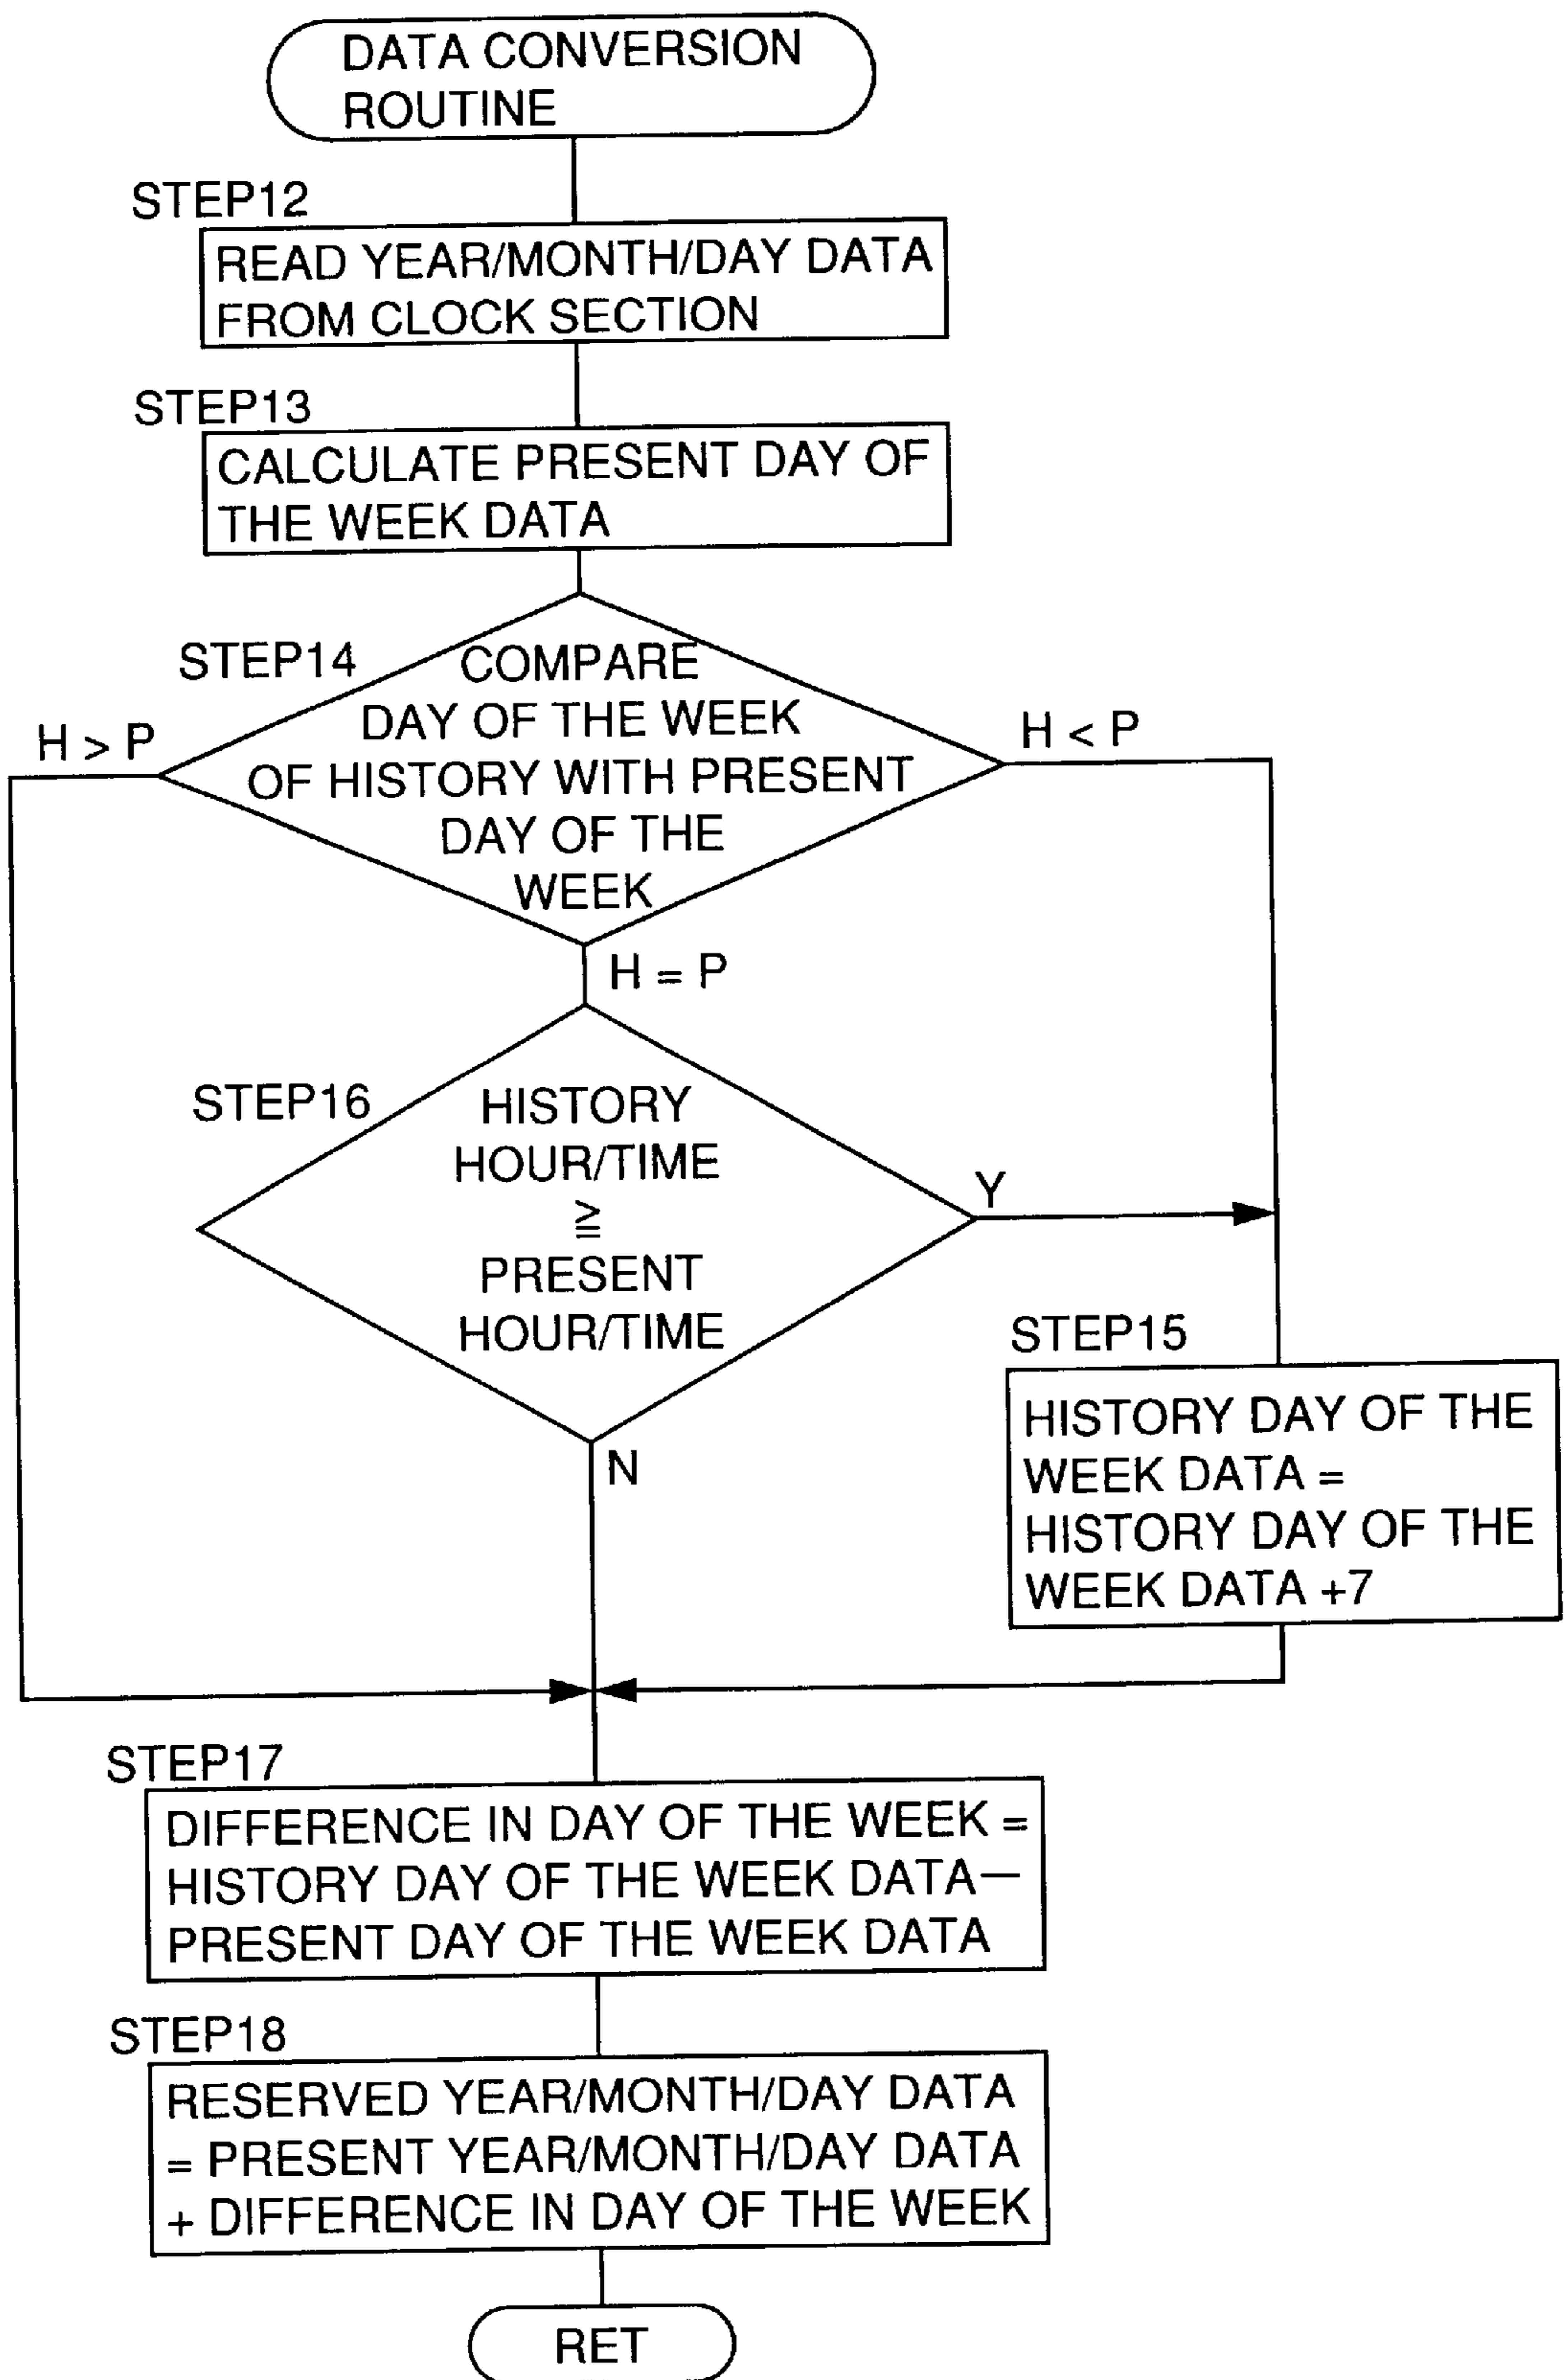 DATA CONVERSION
ROUTINE
STEP12
READ YEAR/MONTH/DAY DATA
FROM CLOCK SECTION
STEP13
CALCULATE PRESENT DAY OF
THE WEEK DATA
STEP14
COMPARE
DAY OF THE WEEK
OF HISTORY WITH PRESENT
DAY OF THE
WEEK
H > P
H < P
H = P
STEP16
HISTORY
HOUR/TIME
≧
PRESENT
HOUR/TIME
Y
N
STEP15
HISTORY DAY OF THE
WEEK DATA =
HISTORY DAY OF THE
WEEK DATA +7
STEP17
DIFFERENCE IN DAY OF THE WEEK =
HISTORY DAY OF THE WEEK DATA—
PRESENT DAY OF THE WEEK DATA
STEP18
RESERVED YEAR/MONTH/DAY DATA
= PRESENT YEAR/MONTH/DAY DATA
+ DIFFERENCE IN DAY OF THE WEEK
RET